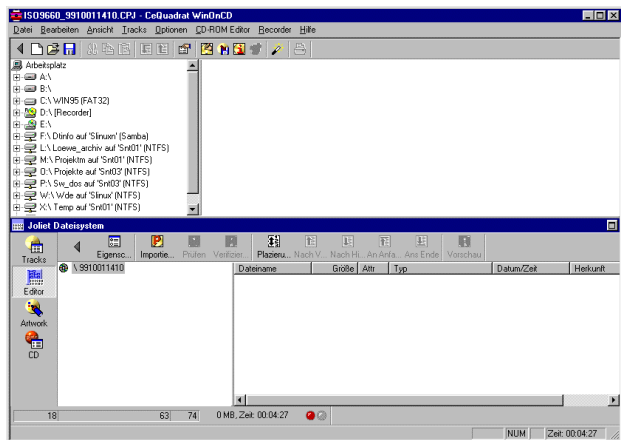 ISO9660_9910011410.CPJ - CeQuadrat WinOnCD
Datei Bearbeiten Ansicht Tracks Optionen CD-ROM Editor Recorder Hilfe
Arbeitsplatz
A:\
B:\
C:\ WIN95 (FAT32)
D:\ [Recorder]
E:\
F:\ Dtinfo auf 'Slinuxn' (Samba)
L:\ Loewe_archiv auf 'Snt01' (NTFS)
M:\ Projektm auf 'Snt01' (NTFS)
O:\ Projekte auf 'Snt03' (NTFS)
P:\ Sw_dos auf 'Snt03' (NTFS)
W:\ Wde auf 'Slinux' (NTFS)
X:\ Temp auf 'Snt01' (NTFS)
Joliet Dateisystem
Tracks
Editor
Artwork
CD
Eigensc... Importie... Prüfen Verifizier... Plazieru... Nach V... Nach Hi... An Anfa... Ans Ende Vorschau
\ 9910011410
Dateiname Größe Attr Typ Datum/Zeit Herkunft
18 63 74 0 MB, Zeit: 00:04:27
NUM Zeit: 00:04:27